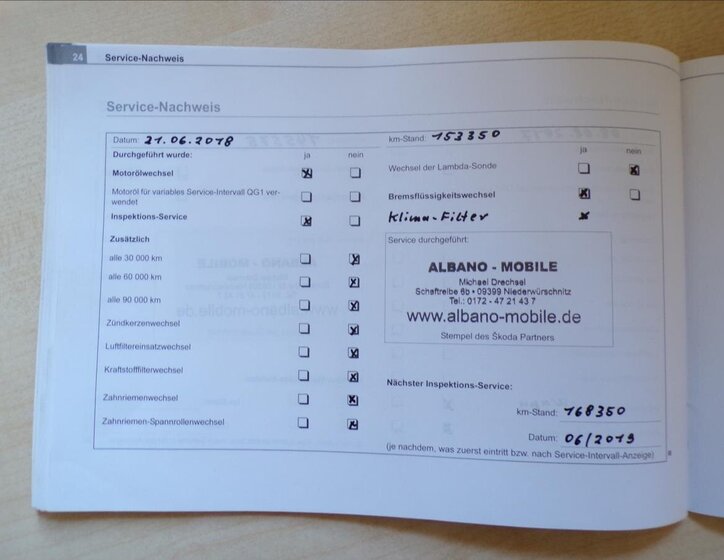 24 Service-Nachweis
Service-Nachweis
Datum: 21.06.2018
Durchgeführt wurde: ja nein
Motorölwechsel
Motoröl für variables Service-Intervall QG1 ver-
wendet
Inspektions-Service
Zusätzlich
alle 30 000 km
alle 60 000 km
alle 90 000 km
Zündkerzenwechsel
Luftfiltereinsatzwechsel
Kraftstofffilterwechsel
Zahnriemenwechsel
Zahnriemen-Spannrollenwechsel
km-Stand: 153350
ja nein
Wechsel der Lambda-Sonde
Bremsflüssigkeitswechsel
Klima-Filter
Service durchgeführt:
ALBANO - MOBILE
Michael Drechsel
Schaftreibe 6b • 09399 Niederwürschnitz
Tel.: 0172 - 47 21 43 7
www.albano-mobile.de
Stempel des Škoda Partners
Nächster Inspektions-Service:
km-Stand: 168350
Datum: 06/2019
(je nachdem, was zuerst eintritt bzw. nach Service-Intervall-Anzeige)